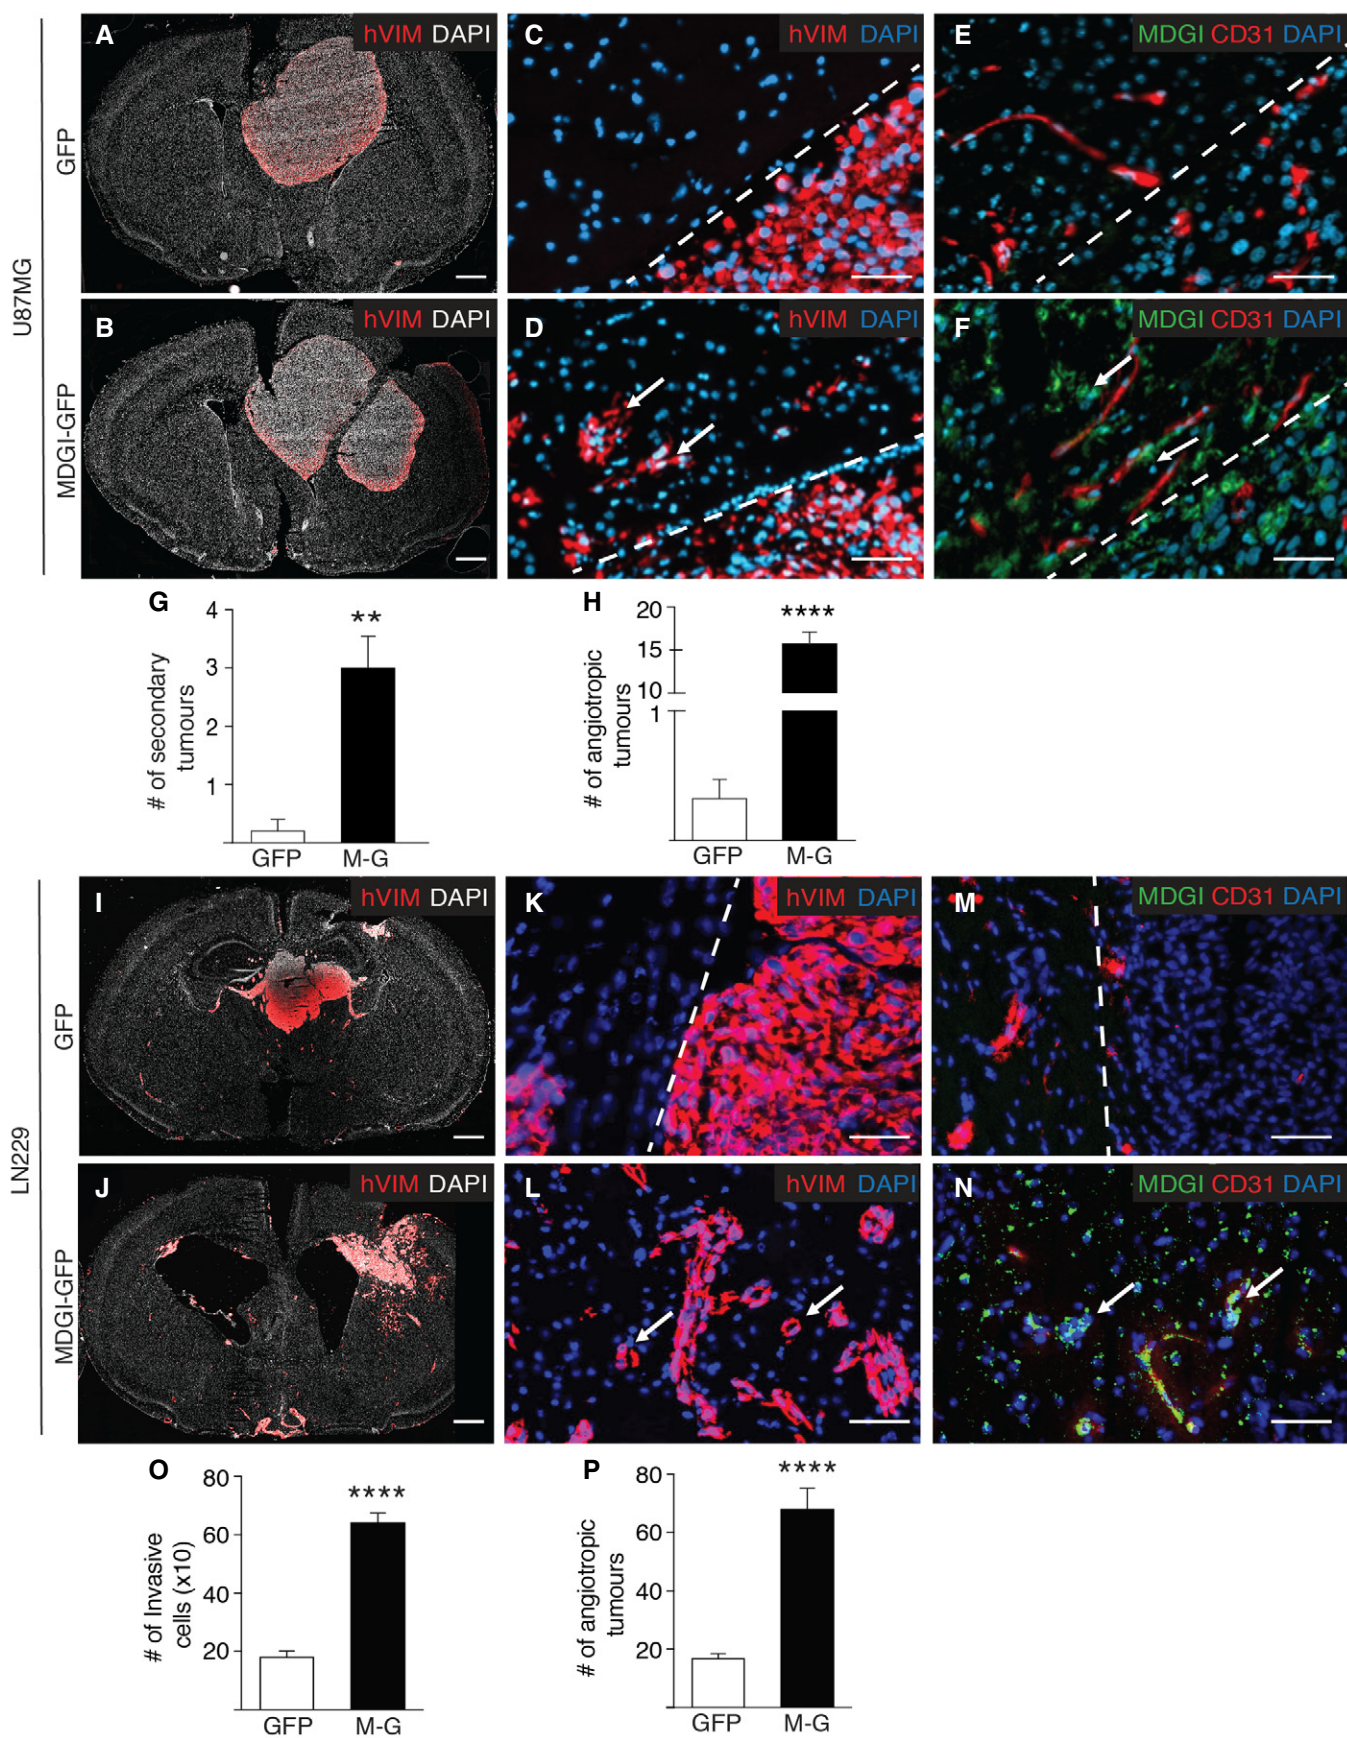 U87MG
GFP
A hVIM DAPI
C hVIM DAPI
E MDGI CD31 DAPI
MDGI-GFP
B hVIM DAPI
D hVIM DAPI
F MDGI CD31 DAPI
G
# of secondary
tumours
4
3
2
1
**
GFP M-G
H
# of angiotropic
tumours
20
15
10
1
****
GFP M-G
LN229
GFP
I hVIM DAPI
K hVIM DAPI
M MDGI CD31 DAPI
MDGI-GFP
J hVIM DAPI
L hVIM DAPI
N MDGI CD31 DAPI
O
# of Invasive
cells (x10)
80
60
40
20
****
GFP M-G
P
# of angiotropic
tumours
80
60
40
20
****
GFP M-G